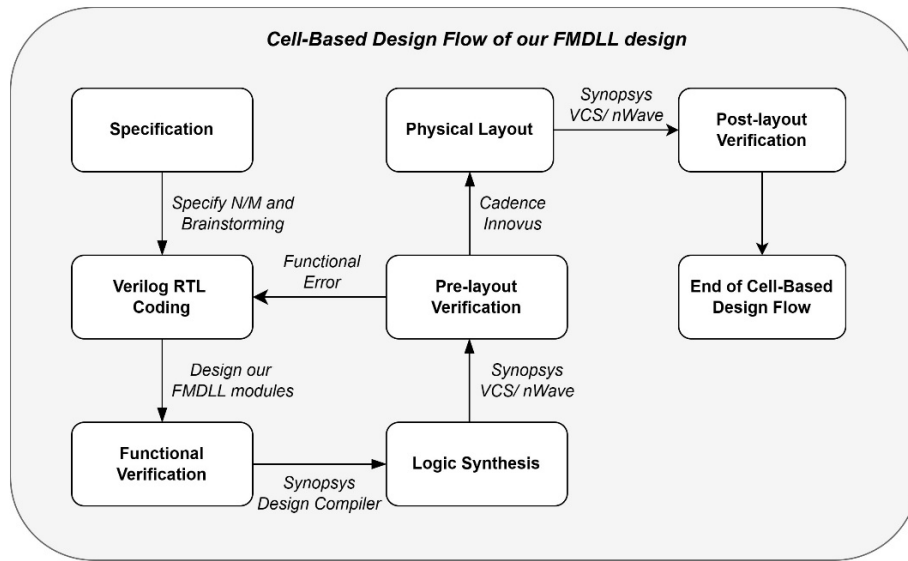 Cell-Based Design Flow of our FMDLL design
Specification
Specify N/M and
Brainstorming
Verilog RTL
Coding
Design our
FMDLL modules
Functional
Verification
Synopsys
Design Compiler
Logic Synthesis
Synopsys
VCS/ nWave
Pre-layout
Verification
Functional
Error
Cadence
Innovus
Physical Layout
Synopsys
VCS/ nWave
Post-layout
Verification
End of Cell-Based
Design Flow